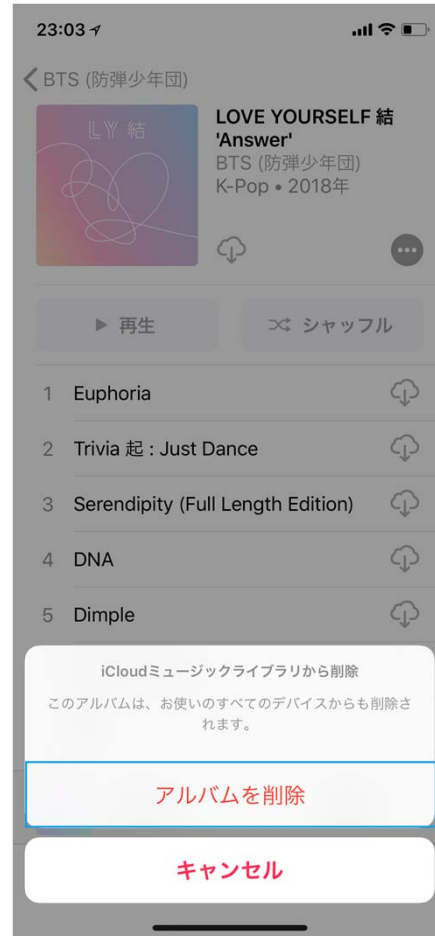 23:03
BTS (防弾少年団)
LY 結
LOVE YOURSELF 結
'Answer'
BTS (防弾少年団)
K-Pop • 2018年
再生
シャッフル
1 Euphoria
2 Trivia 起 : Just Dance
3 Serendipity (Full Length Edition)
4 DNA
5 Dimple
iCloudミュージックライブラリから削除
このアルバムは、お使いのすべてのデバイスからも削除さ
れます。
アルバムを削除
キャンセル